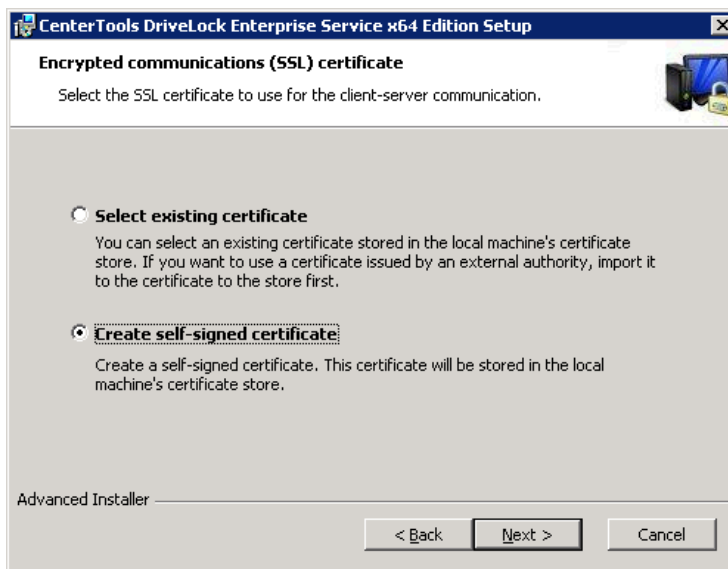 CenterTools DriveLock Enterprise Service x64 Edition Setup
Encrypted communications (SSL) certificate
Select the SSL certificate to use for the client-server communication.
Select existing certificate
You can select an existing certificate stored in the local machine's certificate
store. If you want to use a certificate issued by an external authority, import it
to the certificate to the store first.
Create self-signed certificate
Create a self-signed certificate. This certificate will be stored in the local
machine's certificate store.
Advanced Installer
< Back Next > Cancel